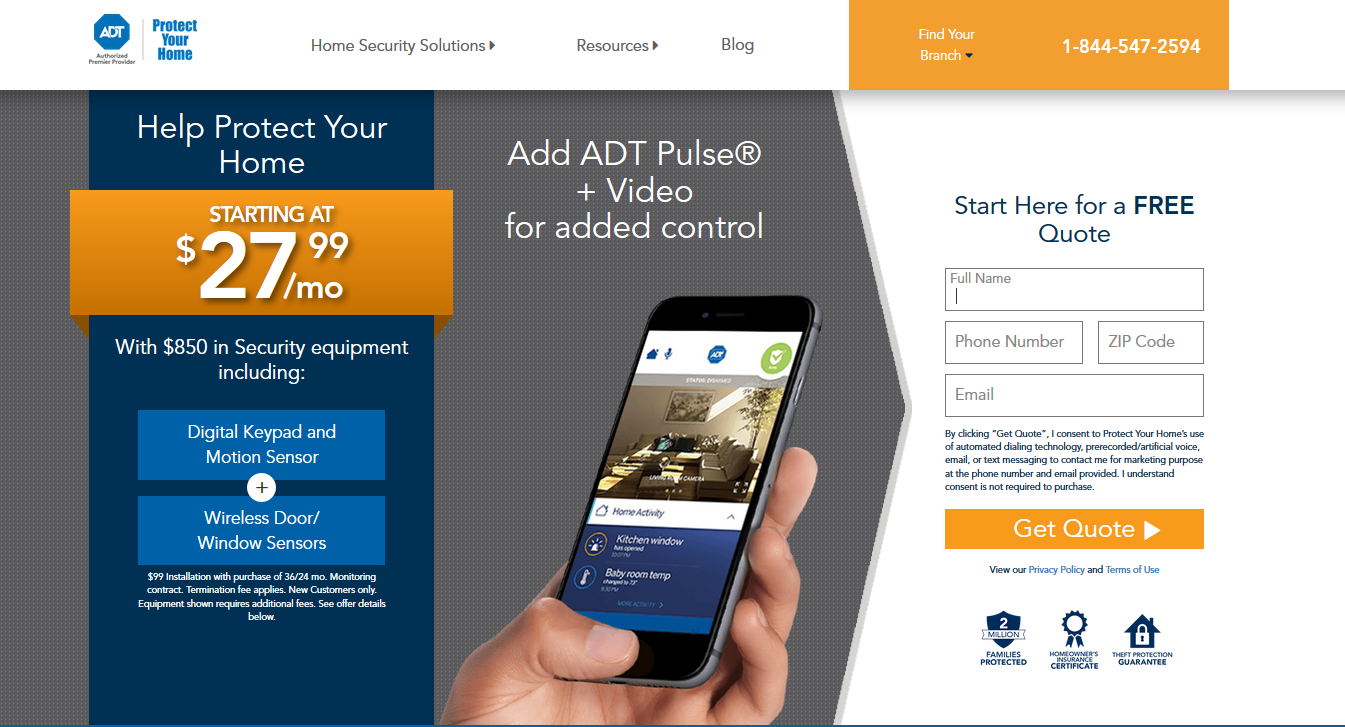 ADT
Authorized
Premier Provider
Protect
Your
Home
Home Security Solutions
Resources
Blog
Find Your
Branch
1-844-547-2594
Help Protect Your
Home
STARTING AT
$27.99/mo
With $850 in Security equipment
including:
Digital Keypad and
Motion Sensor
+
Wireless Door/
Window Sensors
$99 Installation with purchase of 36/24 mo. Monitoring
contract. Termination fee applies. New Customers only.
Equipment shown requires additional fees. See offer details
below.
Add ADT Pulse®
+ Video
for added control
ADT
STATUS: DISARMED
LIVING ROOM CAMERA
Home Activity
Kitchen window
has opened
Baby room temp
changed to 73°
MORE ACTIVITY
Start Here for a FREE
Quote
Full Name
Phone Number
ZIP Code
Email
By clicking "Get Quote", I consent to Protect Your Home's use
of automated dialing technology, prerecorded/artificial voice,
email, or text messaging to contact me for marketing purpose
at the phone number and email provided. I understand
consent is not required to purchase.
Get Quote
View our Privacy Policy and Terms of Use
2
MILLION
FAMILIES
PROTECTED
HOMEOWNER'S
INSURANCE
CERTIFICATE
THEFT PROTECTION
GUARANTEE